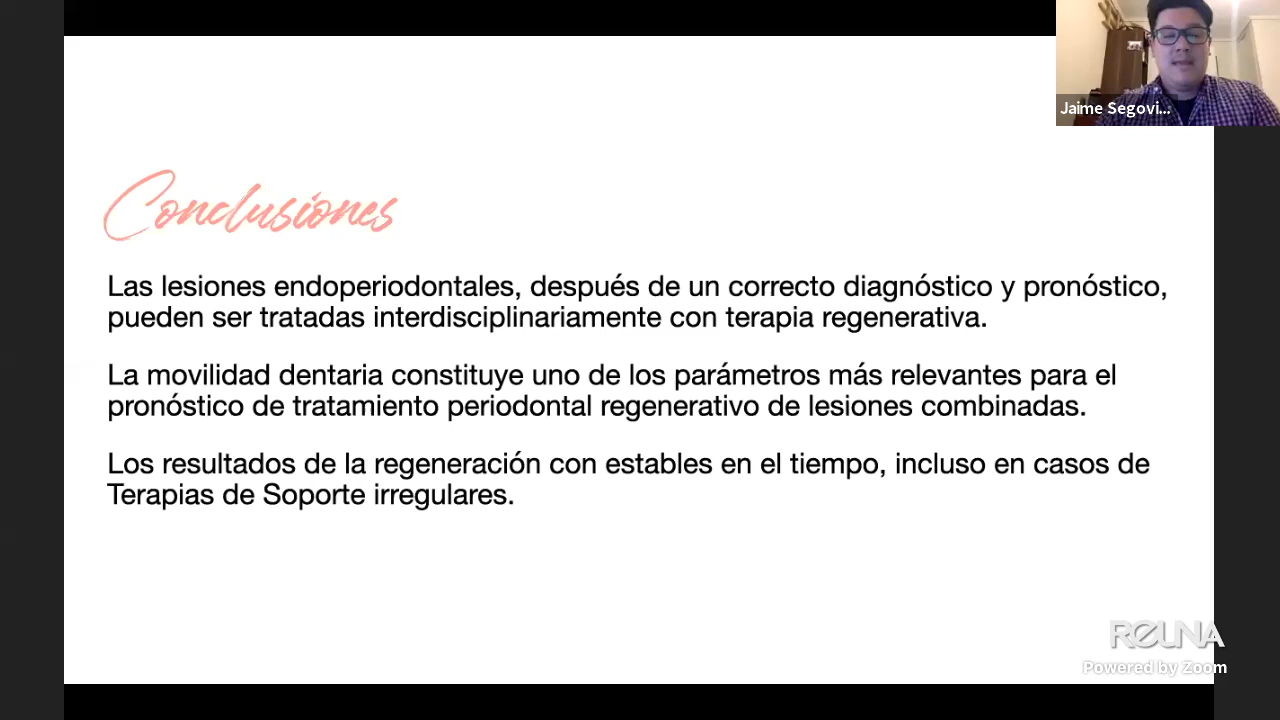 Jaime Segovi...
Conclusiones
Las lesiones endoperiodontales, después de un correcto diagnóstico y pronóstico,
pueden ser tratadas interdisciplinariamente con terapia regenerativa.
La movilidad dentaria constituye uno de los parámetros más relevantes para el
pronóstico de tratamiento periodontal regenerativo de lesiones combinadas.
Los resultados de la regeneración con estables en el tiempo, incluso en casos de
Terapias de Soporte irregulares.
REUNA
Powered by Zoom